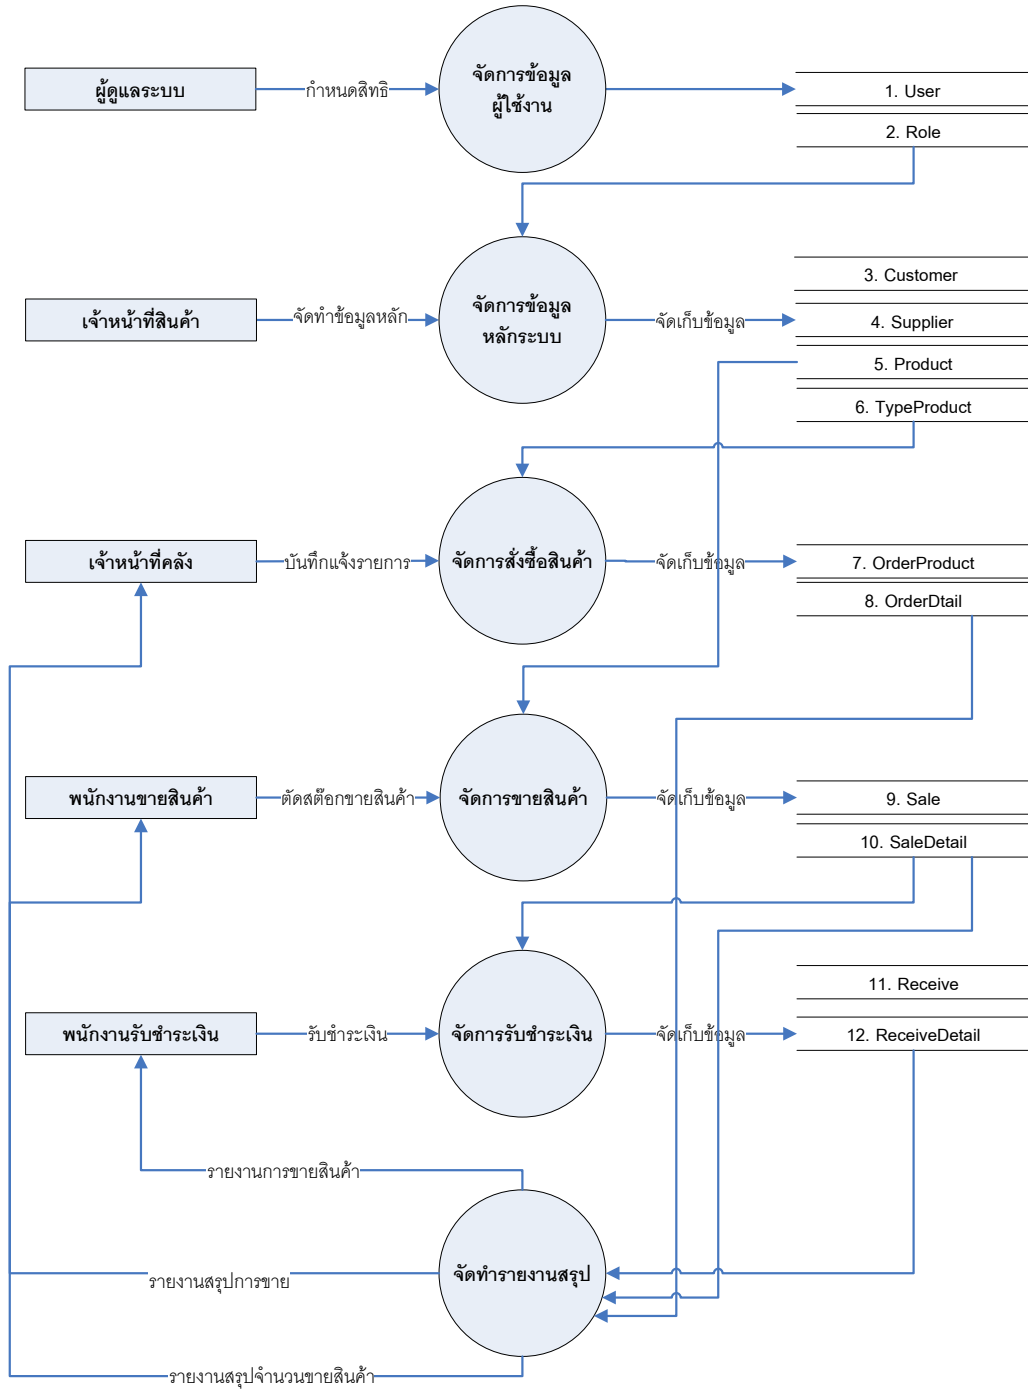 ผู้ดูแลระบบ
กำหนดสิทธิ
จัดการข้อมูล
ผู้ใช้งาน
1. User
2. Role
เจ้าหน้าที่สินค้า
จัดทำข้อมูลหลัก
จัดการข้อมูล
หลักระบบ
จัดเก็บข้อมูล
3. Customer
4. Supplier
5. Product
6. TypeProduct
เจ้าหน้าที่คลัง
บันทึกแจ้งรายการ
จัดการสั่งซื้อสินค้า
จัดเก็บข้อมูล
7. OrderProduct
8. OrderDtail
พนักงานขายสินค้า
ตัดสต๊อกขายสินค้า
จัดการขายสินค้า
จัดเก็บข้อมูล
9. Sale
10. SaleDetail
พนักงานรับชำระเงิน
รับชำระเงิน
จัดการรับชำระเงิน
จัดเก็บข้อมูล
11. Receive
12. ReceiveDetail
รายงานการขายสินค้า
รายงานสรุปการขาย
จัดทำรายงานสรุป
รายงานสรุปจำนวนขายสินค้า